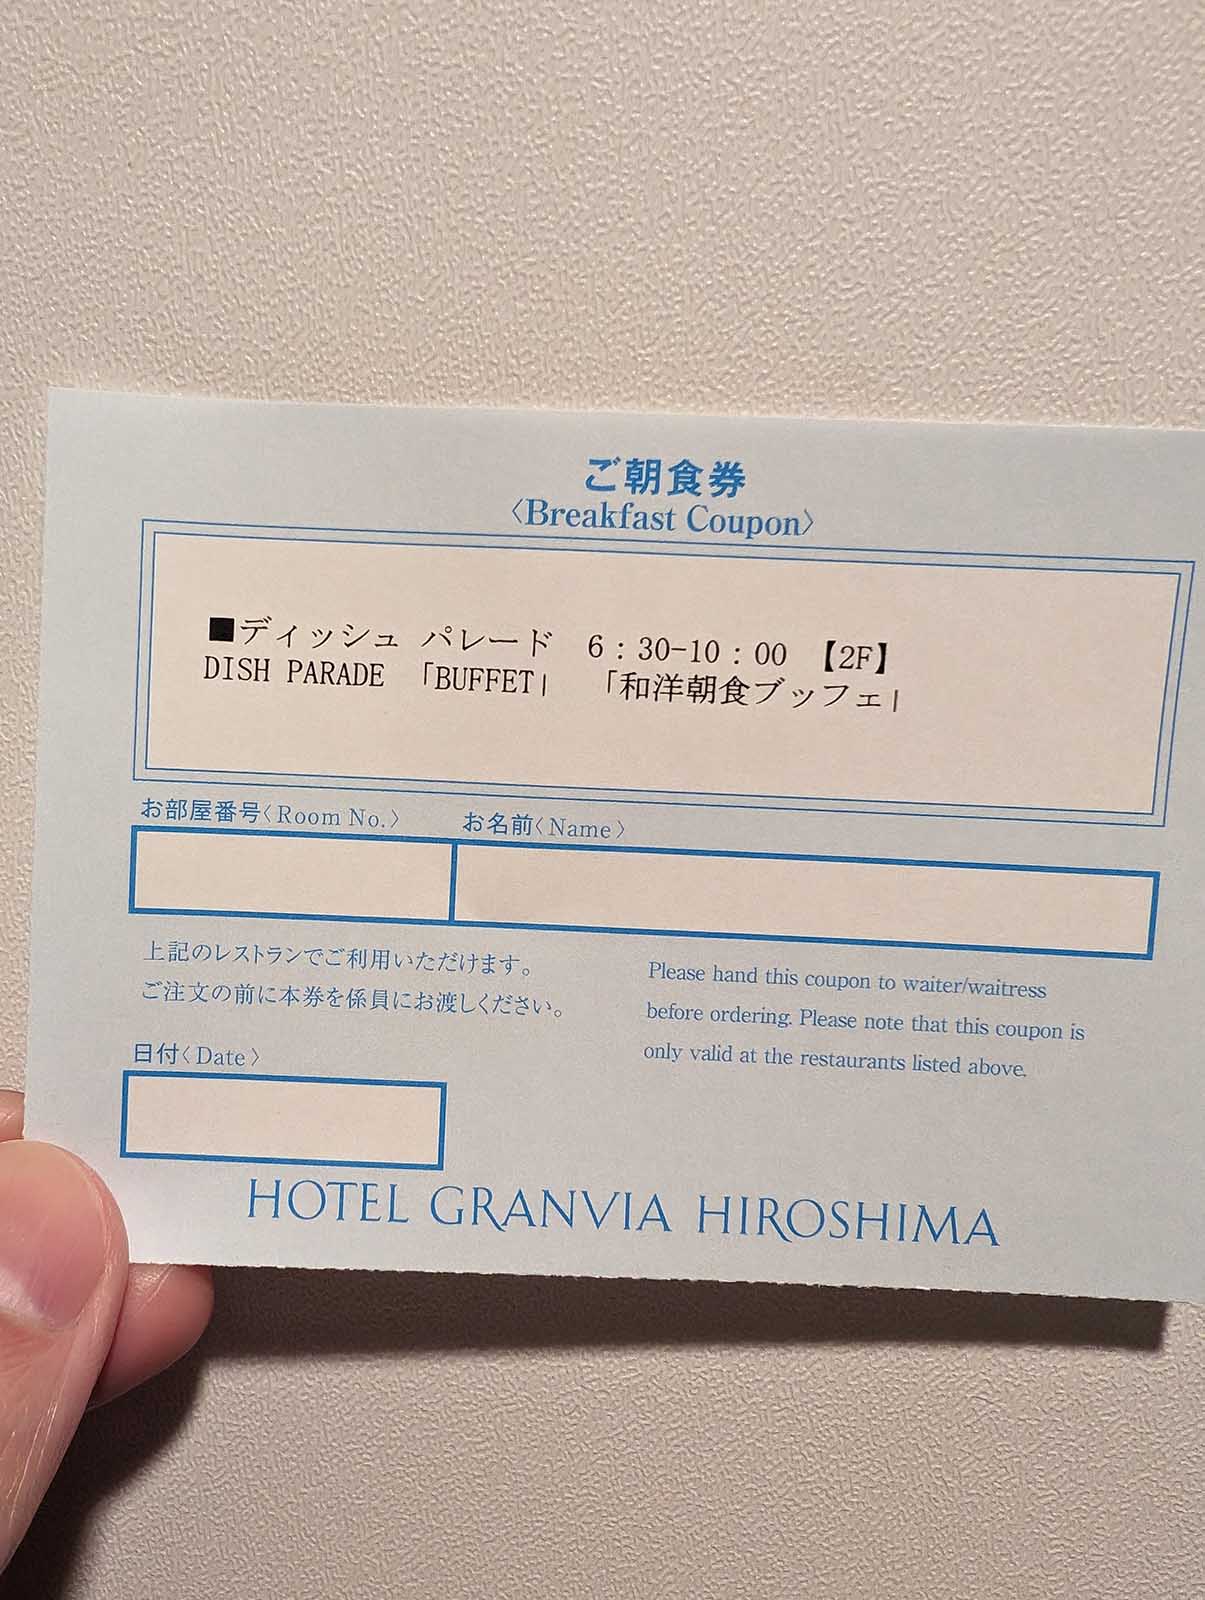 ご朝食券
〈Breakfast Coupon〉
■ディッシュ パレード 6：30-10：00 【2F】
DISH PARADE 「BUFFET」 「和洋朝食ブッフェ」
お部屋番号〈Room No.〉 お名前〈Name〉
上記のレストランでご利用いただけます。
ご注文の前に本券を係員にお渡しください。
Please hand this coupon to waiter/waitress
before ordering. Please note that this coupon is
only valid at the restaurants listed above.
日付〈Date〉
HOTEL GRANVIA HIROSHIMA